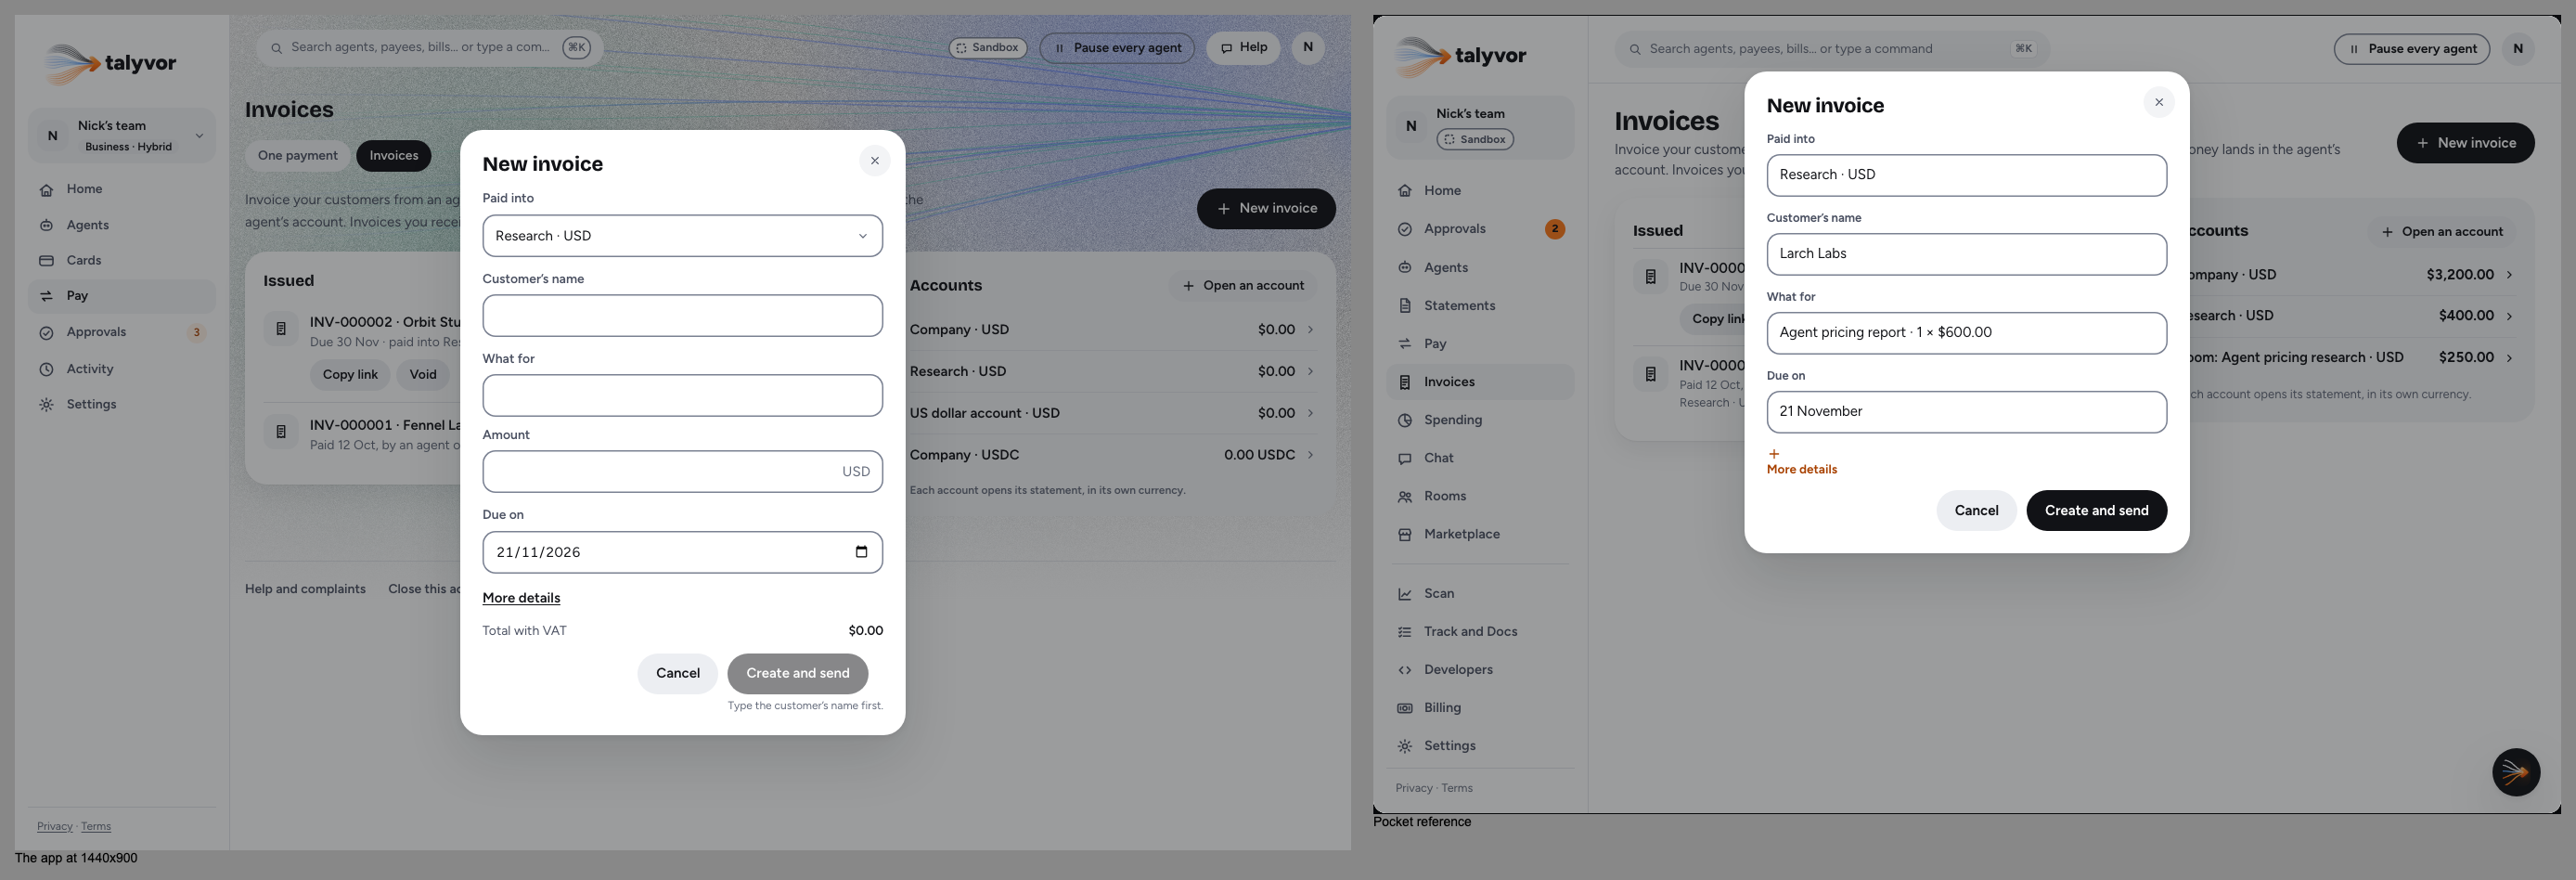 talyvor
Search agents, payees, bills... or type a com...
⌘K
Sandbox
Pause every agent
Help
N
N
Nick's team
Business · Hybrid
Home
Agents
Cards
Pay
Approvals
3
Activity
Settings
Privacy · Terms
Invoices
One payment
Invoices
Invoice your customers from an ag
the
agent's account. Invoices you rece
New invoice
Issued
INV-000002 · Orbit Stu
Due 30 Nov · paid into Res
Copy link
Void
INV-000001 · Fennel La
Paid 12 Oct, by an agent o
Help and complaints
Close this ac
New invoice
Paid into
Research · USD
Customer's name
What for
Amount
USD
Due on
21/11/2026
More details
Total with VAT
$0.00
Cancel
Create and send
Type the customer's name first.
Accounts
Open an account
Company · USD
$0.00
Research · USD
$0.00
US dollar account · USD
$0.00
Company · USDC
0.00 USDC
Each account opens its statement, in its own currency.
The app at 1440x900
talyvor
Search agents, payees, bills... or type a command
⌘K
Pause every agent
N
N
Nick's team
Sandbox
Home
Approvals
2
Agents
Statements
Pay
Invoices
Spending
Chat
Rooms
Marketplace
Scan
Track and Docs
Developers
Billing
Settings
Privacy · Terms
Invoices
Invoice your custome
oney lands in the agent's
account. Invoices you
New invoice
Issued
INV-0000
Due 30 Nov
Copy link
INV-0000
Paid 12 Oct,
Research · U
New invoice
Paid into
Research · USD
Customer's name
Larch Labs
What for
Agent pricing report · 1 × $600.00
Due on
21 November
More details
Cancel
Create and send
ccounts
Open an account
ompany · USD
$3,200.00
esearch · USD
$400.00
oom: Agent pricing research · USD
$250.00
ch account opens its statement, in its own currency.
Pocket reference